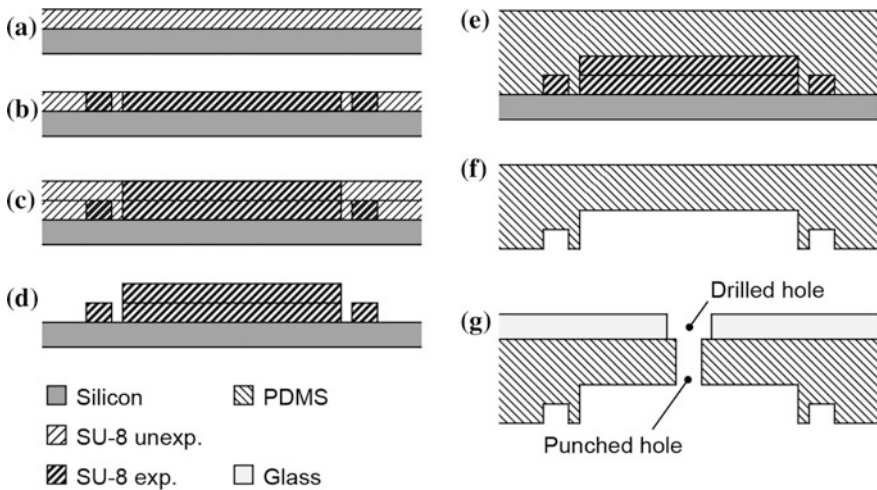 (a)
(b)
(c)
(d)
Silicon
PDMS
SU-8 unexp.
SU-8 exp.
Glass
(e)
(f)
(g)
Drilled hole
Punched hole